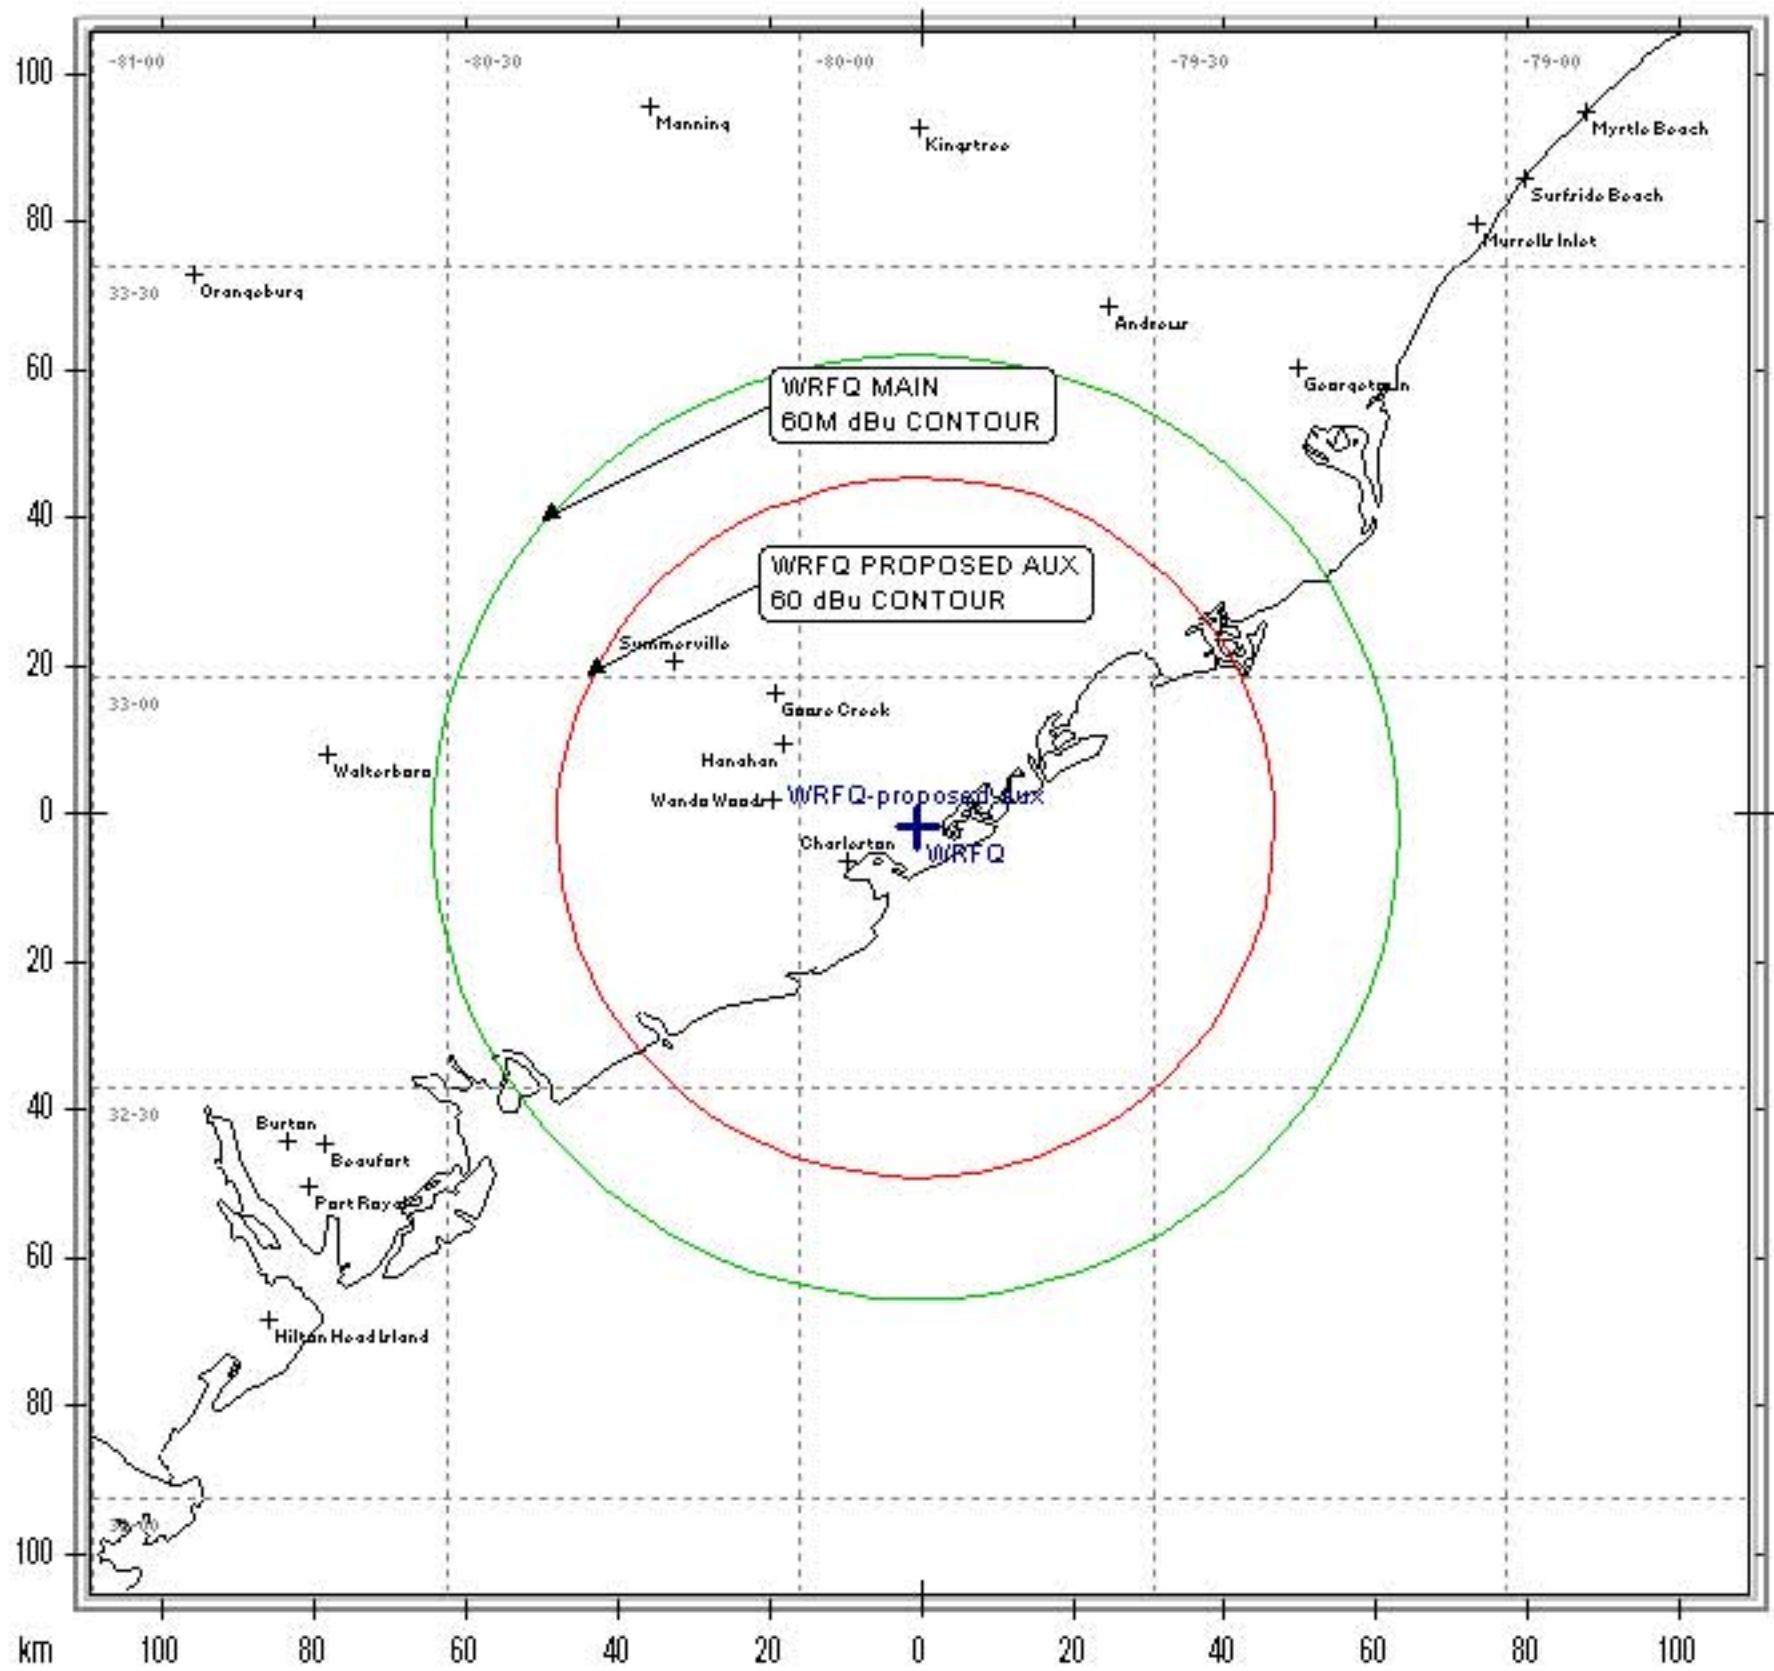 100
-81-00
-80-30
-80-00
-79-30
-79-00
Manning
Kingstree
Myrtle Beach
Surfside Beach
Murrells Inlet
80
Orangeburg
33-30
Andrews
60
Georgetown
WRFQ MAIN
60M dBu CONTOUR
40
WRFQ PROPOSED AUX
60 dBu CONTOUR
Summerville
20
33-00
Goose Creek
Hanahan
Walterboro
0
Wando Woods
WRFQ-proposed aux
Charleston
WRFQ
20
40
32-30
Burton
Beaufort
Port Royal
60
Hilton Head Island
80
100
km
100
80
60
40
20
0
20
40
60
80
100